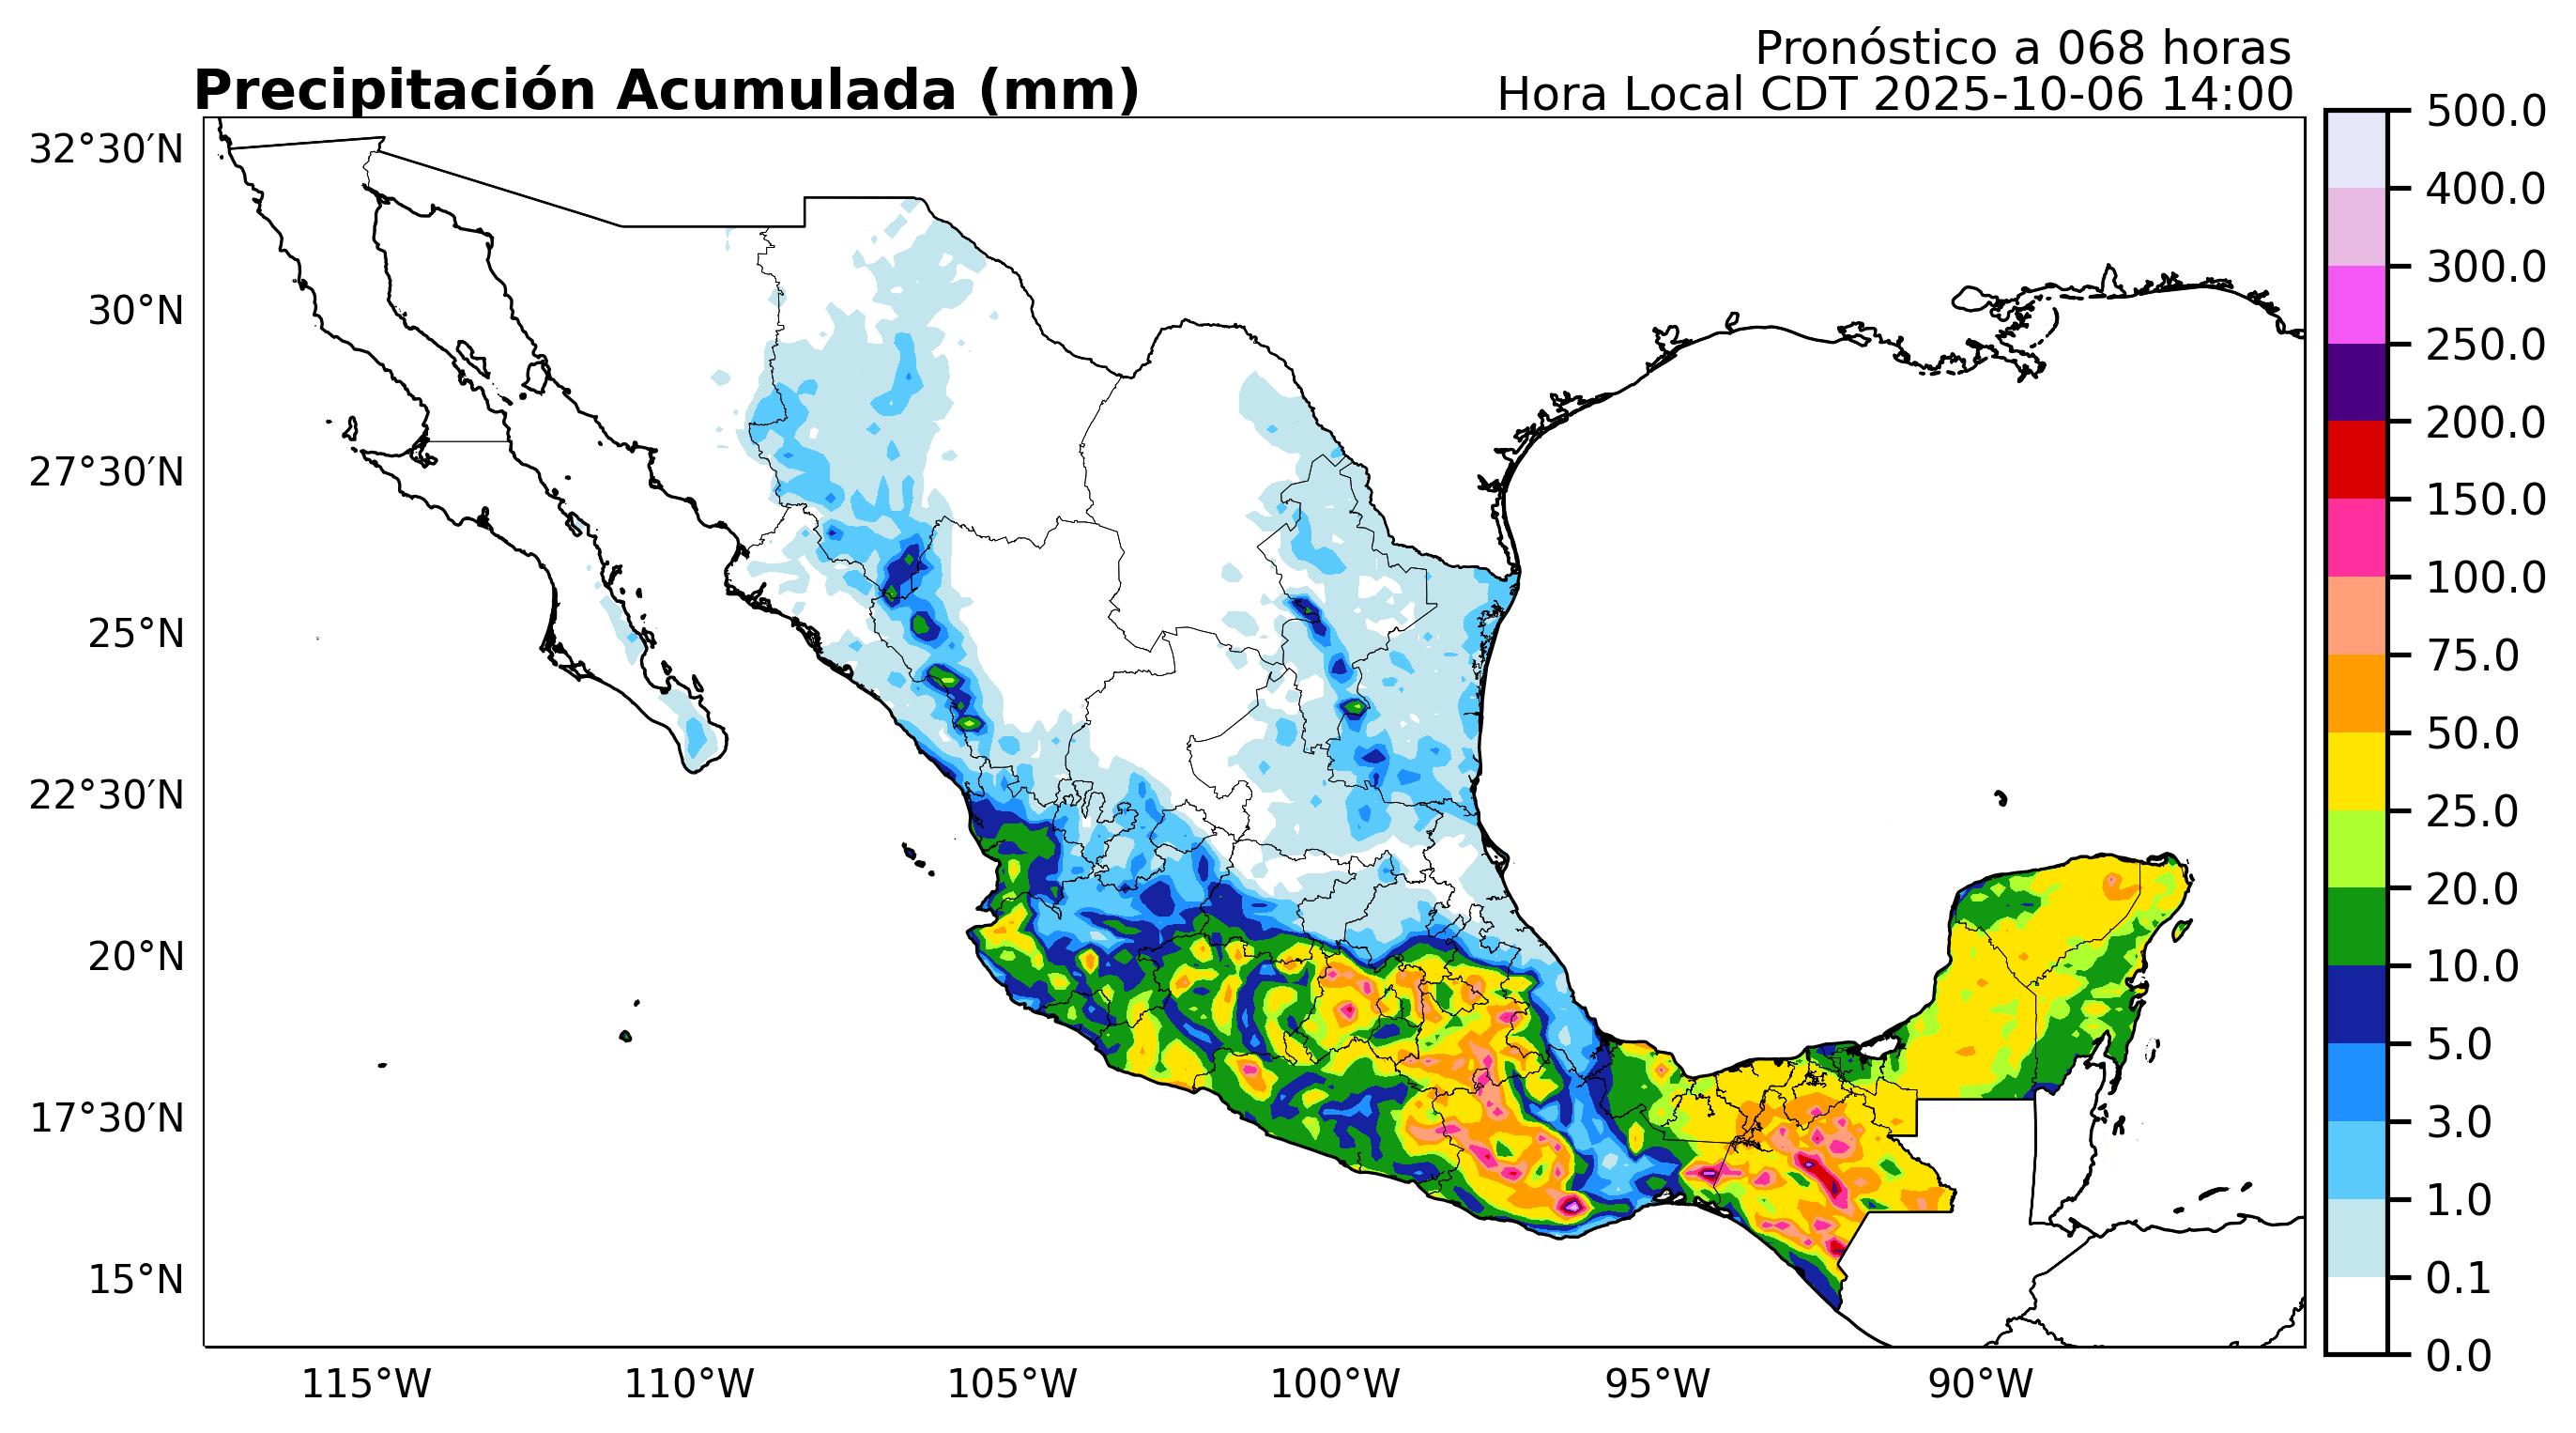 Pronóstico a 068 horas
Precipitación Acumulada (mm)
Hora Local CDT 2025-10-06 14:00
32°30′N
30°N
27°30′N
25°N
22°30′N
20°N
17°30′N
15°N
115°W
110°W
105°W
100°W
95°W
90°W
500.0
400.0
300.0
250.0
200.0
150.0
100.0
75.0
50.0
25.0
20.0
10.0
5.0
3.0
1.0
0.1
0.0